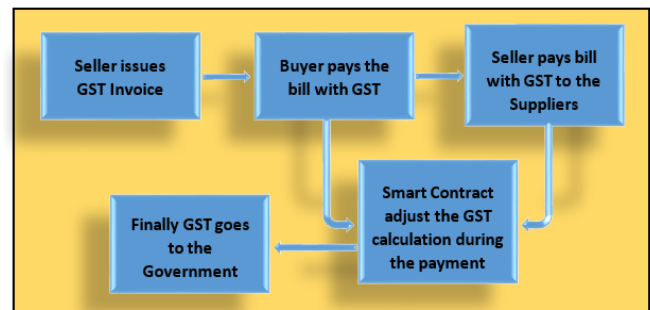 Seller issues
GST Invoice
Buyer pays the
bill with GST
Seller pays bill
with GST to the
Suppliers
Smart Contract
adjust the GST
calculation during
the payment
Finally GST goes
to the
Government